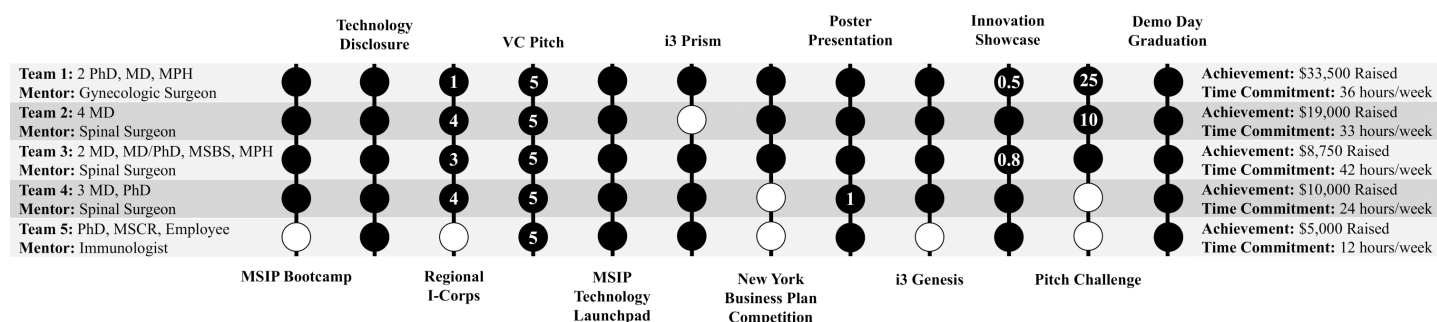 Technology
Disclosure
VC Pitch
i3 Prism
Poster
Presentation
Innovation
Showcase
Demo Day
Graduation
Team 1: 2 PhD, MD, MPH
Mentor: Gynecologic Surgeon
1 5 0.5 25
Achievement: $33,500 Raised
Time Commitment: 36 hours/week
Team 2: 4 MD
Mentor: Spinal Surgeon
4 5 10
Achievement: $19,000 Raised
Time Commitment: 33 hours/week
Team 3: 2 MD, MD/PhD, MSBS, MPH
Mentor: Spinal Surgeon
3 5 0.8
Achievement: $8,750 Raised
Time Commitment: 42 hours/week
Team 4: 3 MD, PhD
Mentor: Spinal Surgeon
4 5 1
Achievement: $10,000 Raised
Time Commitment: 24 hours/week
Team 5: PhD, MSCR, Employee
Mentor: Immunologist
5
Achievement: $5,000 Raised
Time Commitment: 12 hours/week
MSIP Bootcamp
Regional
I-Corps
MSIP
Technology
Launchpad
New York
Business Plan
Competition
i3 Genesis
Pitch Challenge